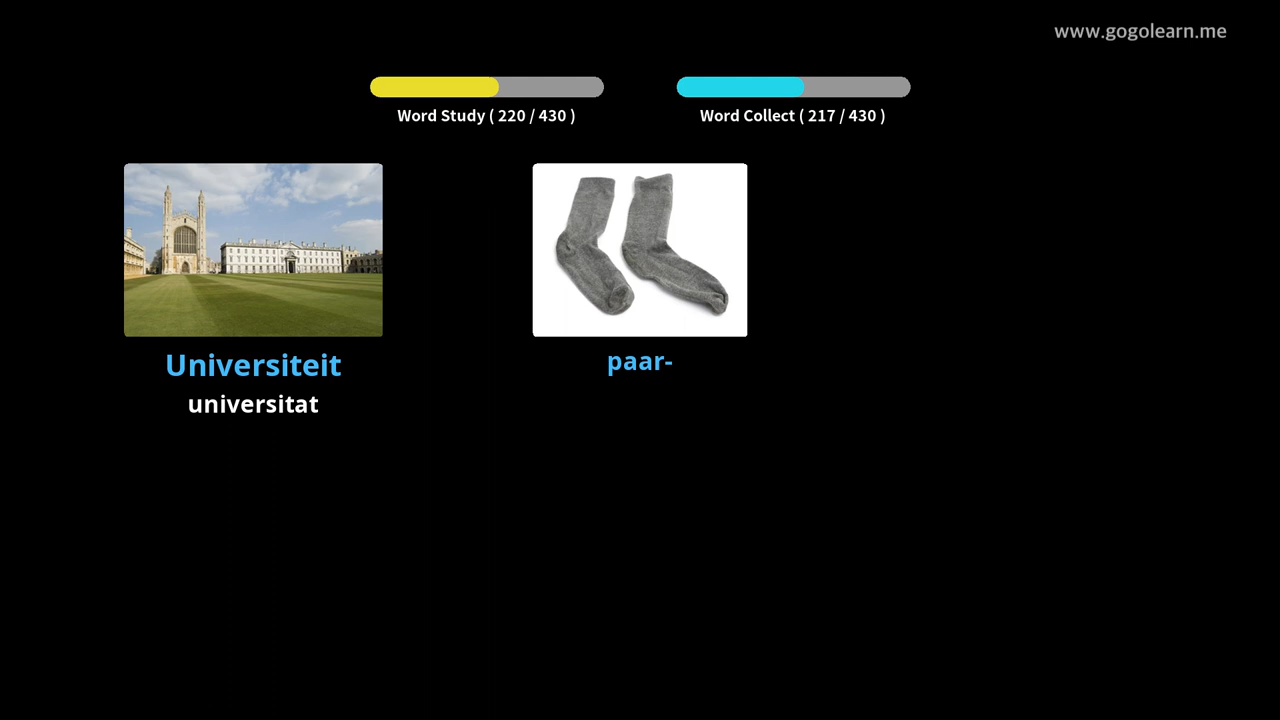 www.gogolearn.me
Word Study ( 220 / 430 )
Word Collect ( 217 / 430 )
Universiteit
universitat
paar-